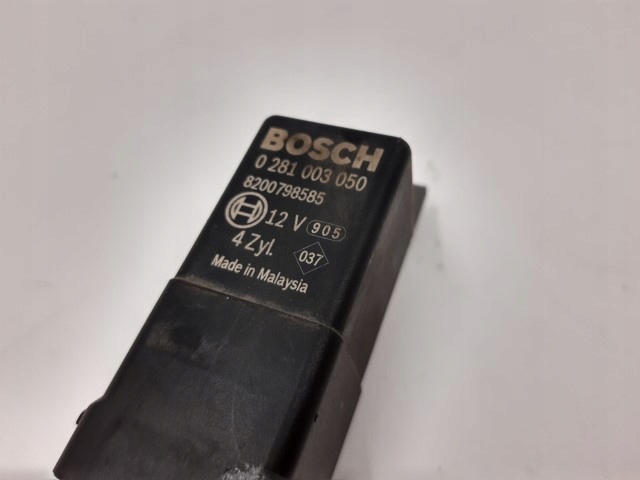 BOSCH
0 281 003 050
8200798585
12 V 905
4 Zyl. 037
Made in Malaysia